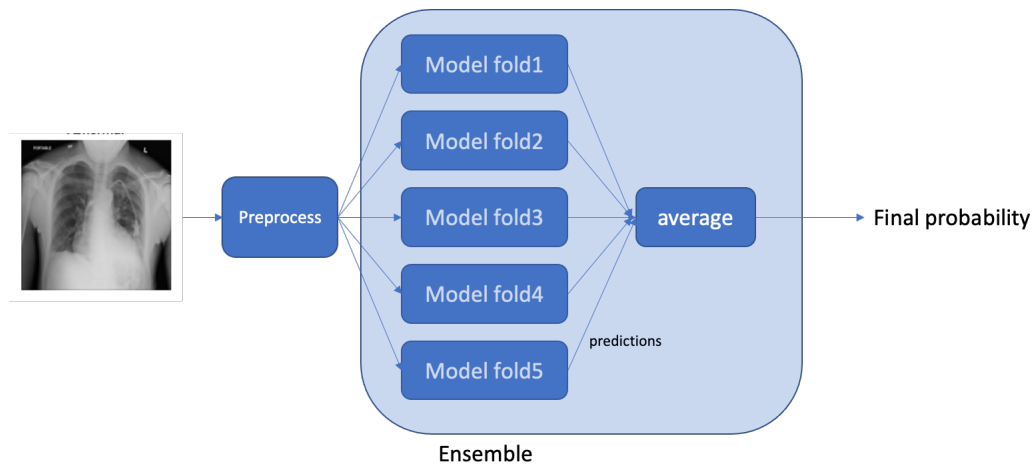 PORTABLE
L
Preprocess
Model fold1
Model fold2
Model fold3
Model fold4
Model fold5
predictions
average
Final probability
Ensemble